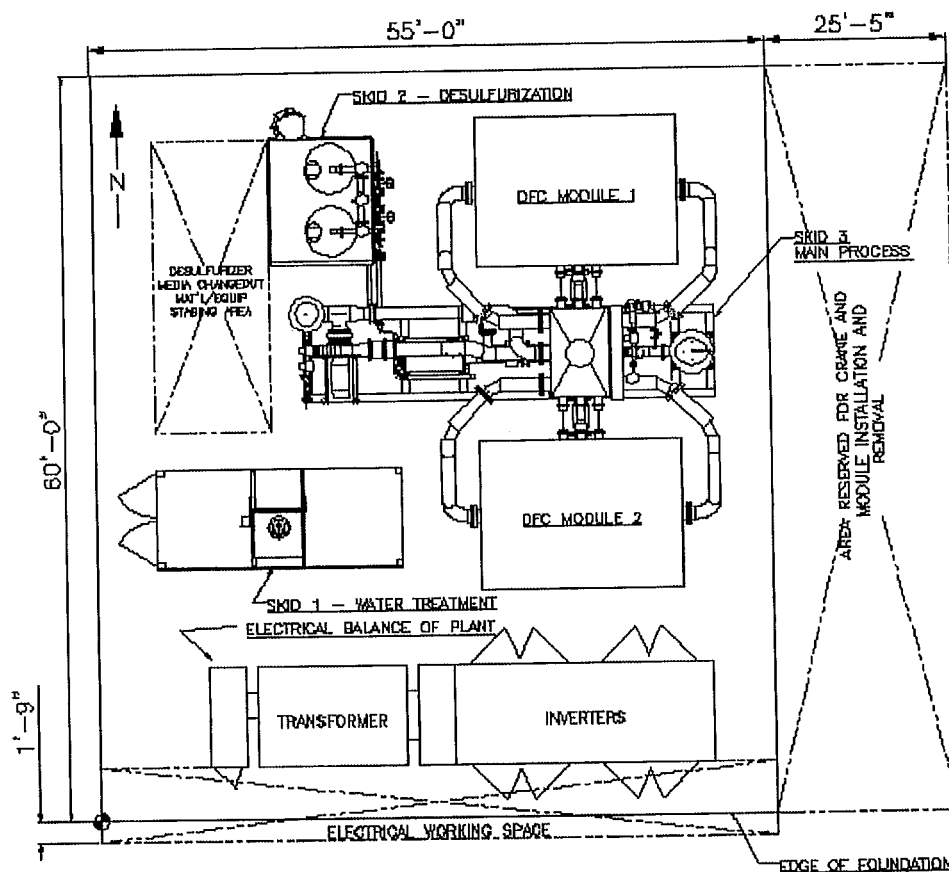 55'-0"
25'-5"
SKID 2 - DESULFURIZATION
N
DFC MODULE 1
SKID 3
MAIN PROCESS
DESULFURIZER
MEDIA CHANGEOUT
MAT'L/EQUIP
STAGING AREA
60'-0"
AREA RESERVED FOR CRANE AND
MODULE INSTALLATION AND
REMOVAL
DFC MODULE 2
SKID 1 - WATER TREATMENT
ELECTRICAL BALANCE OF PLANT
1'-9"
TRANSFORMER
INVERTERS
ELECTRICAL WORKING SPACE
EDGE OF FOUNDATION